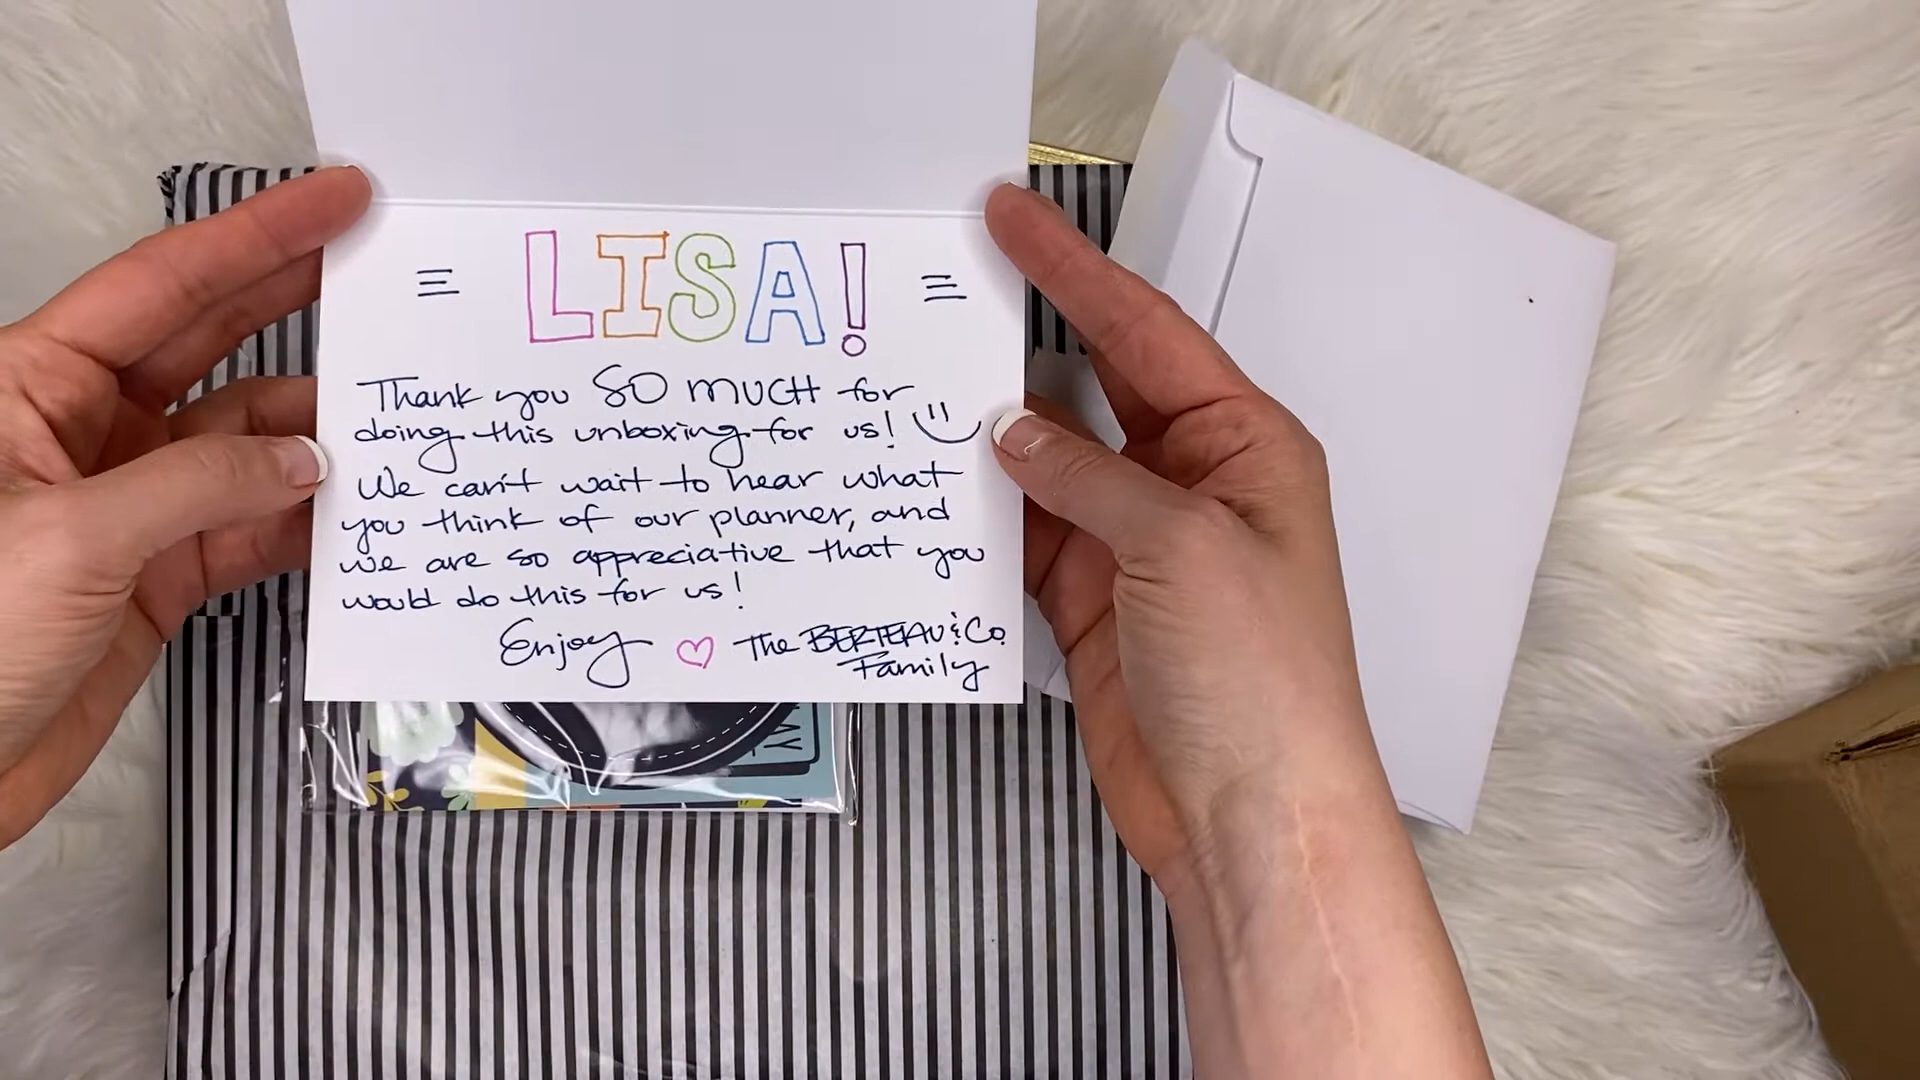 LISA!
Thank you SO MUCH for
doing this unboxing for us!
We can't wait to hear what
you think of our planner, and
we are so appreciative that you
would do this for us!
Enjoy ♡ The BERTEAU & Co.
Family